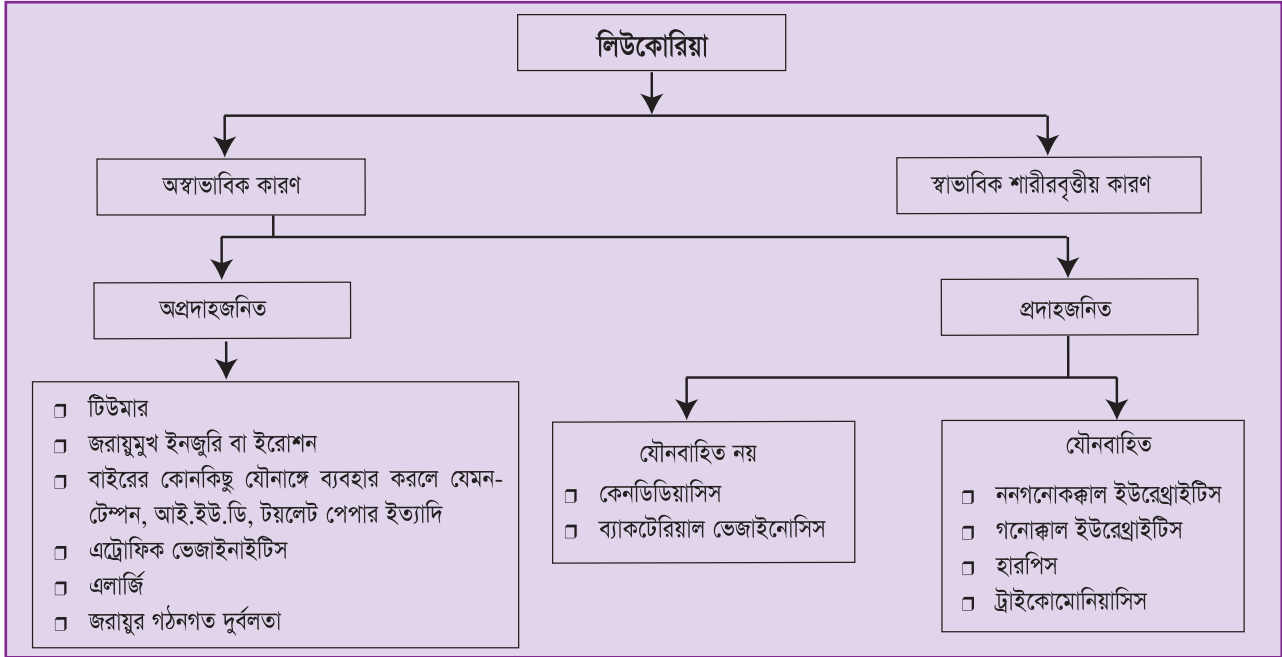 লিউকোরিয়া
অস্বাভাবিক কারণ
স্বাভাবিক শারীরবৃত্তীয় কারণ
অপ্রদাহজনিত
প্রদাহজনিত
❒ টিউমার
❒ জরায়ুমুখ ইনজুরি বা ইরোশন
❒ বাইরের কোনকিছু যৌনাঙ্গে ব্যবহার করলে যেমন-
টেম্পন, আই.ইউ.ডি, টয়লেট পেপার ইত্যাদি
❒ এট্রোফিক ভেজাইনাইটিস
❒ এলার্জি
❒ জরায়ুর গঠনগত দুর্বলতা
যৌনবাহিত নয়
❒ কেনডিডিয়াসিস
❒ ব্যাকটেরিয়াল ভেজাইনোসিস
যৌনবাহিত
❒ ননগনোকক্কাল ইউরেথ্রাইটিস
❒ গনোক্কাল ইউরেথ্রাইটিস
❒ হারপিস
❒ ট্রাইকোমোনিয়াসিস